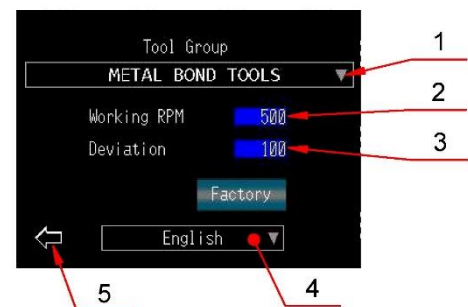 Tool Group
1
METAL BOND TOOLS
2
Working RPM 500
3
Deviation 100
Factory
English
5
4